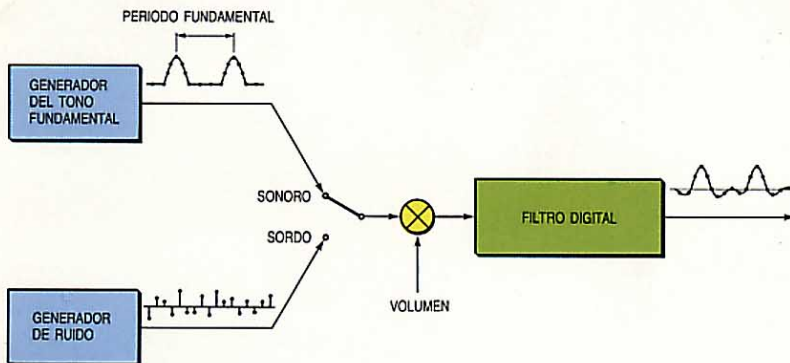 PERIODO FUNDAMENTAL
GENERADOR
DEL TONO
FUNDAMENTAL
SONORO
SORDO
FILTRO DIGITAL
VOLUMEN
GENERADOR
DE RUIDO